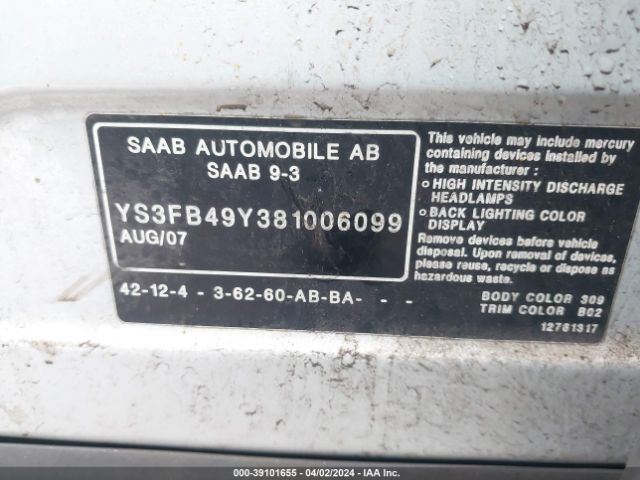 SAAB AUTOMOBILE AB
SAAB 9-3
YS3FB49Y381006099
AUG/07
42-12-4 - 3-62-60-AB-BA- - -
This vehicle may include mercury
containing devices installed by
the manufacturer :
o HIGH INTENSITY DISCHARGE
HEADLAMPS
o BACK LIGHTING COLOR
DISPLAY
Remove devices before vehicle
disposal. Upon removal of devices,
please reuse, recycle or dispose as
hazardous waste.
BODY COLOR 309
TRIM COLOR B02
12781317
000-39101655 - 04/02/2024 - IAA Inc.